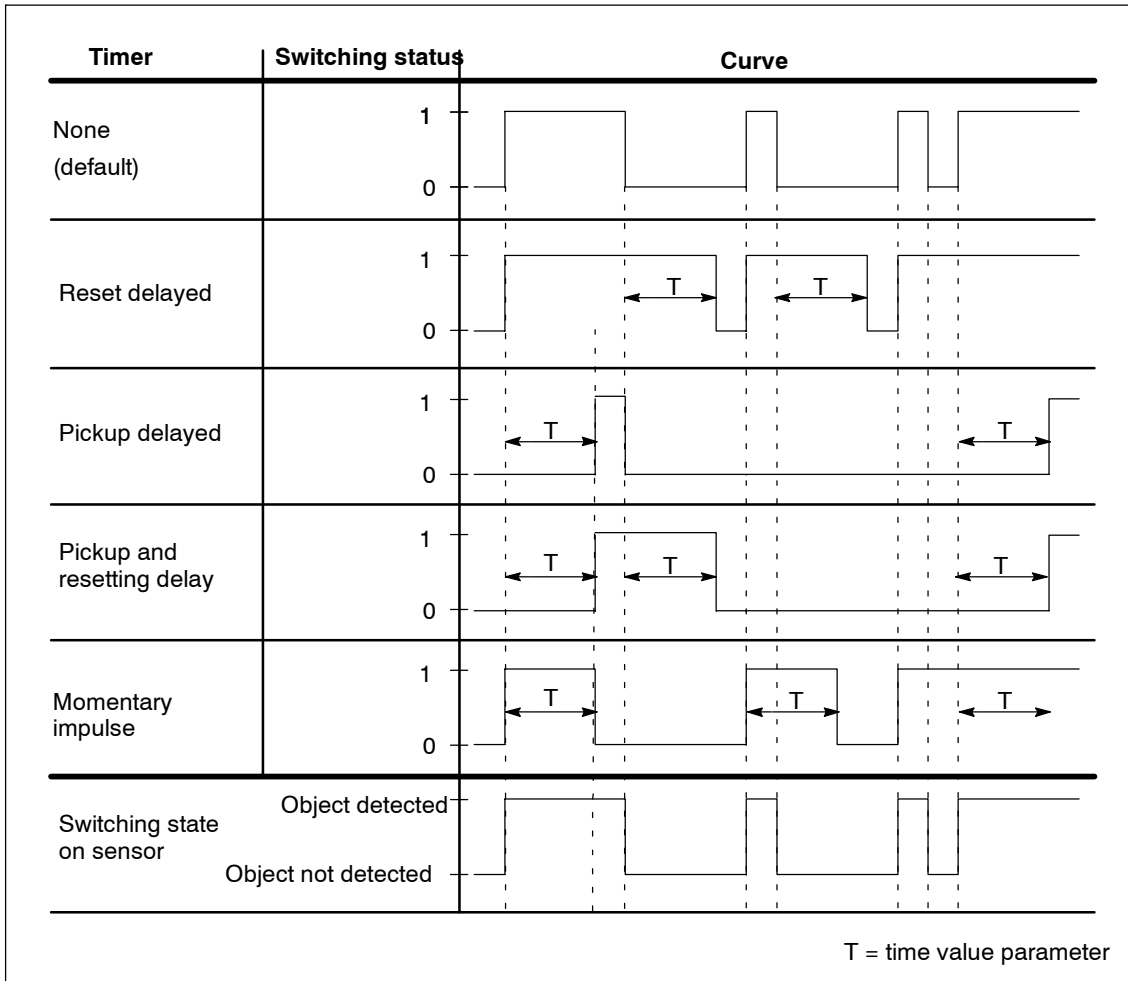 Timer Switching status Curve
None
(default)
1
0
Reset delayed
1
0
T T
Pickup delayed
1
0
T T
Pickup and
resetting delay
1
0
T T T
Momentary
impulse
1
0
T T T
Switching state
on sensor
Object detected
Object not detected
T = time value parameter